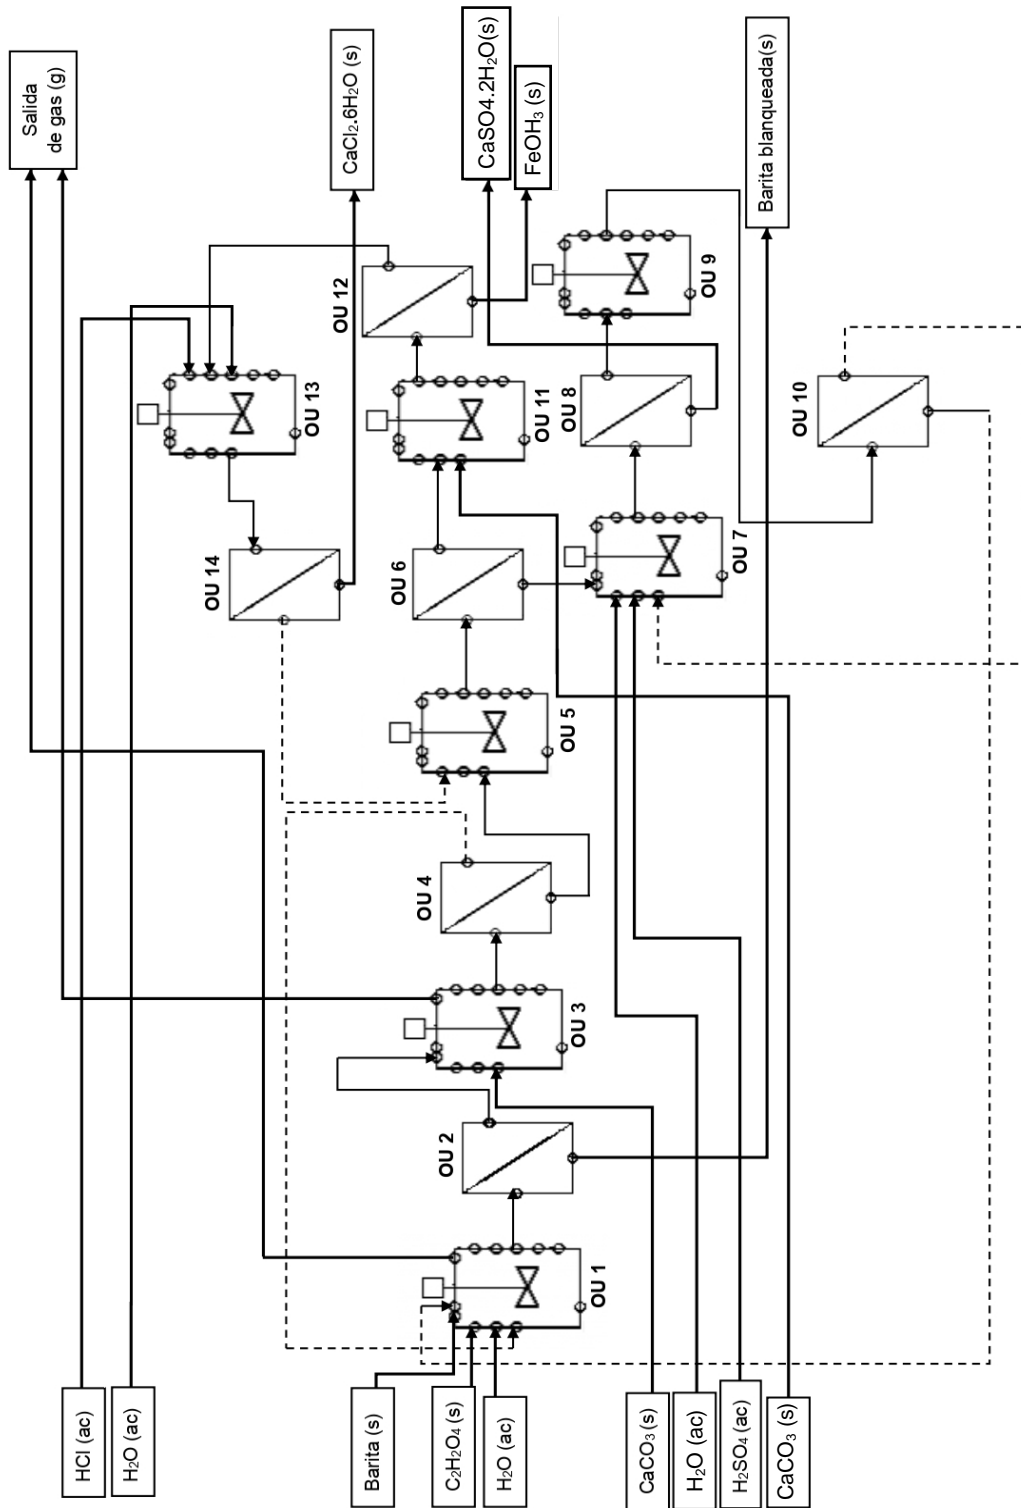 Salida
de gas (g)
CaCl₂.6H₂O (s)
CaSO4.2H₂O(s)
FeOH₃ (s)
Barita blanqueada(s)
OU 12
OU 9
OU 13
OU 11
OU 8
OU 10
OU 14
OU 6
OU 7
OU 5
OU 4
OU 3
OU 2
OU 1
HCl (ac)
H₂O (ac)
Barita (s)
C₂H₂O₄ (s)
H₂O (ac)
CaCO₃ (s)
H₂O (ac)
H₂SO₄ (ac)
CaCO₃ (s)